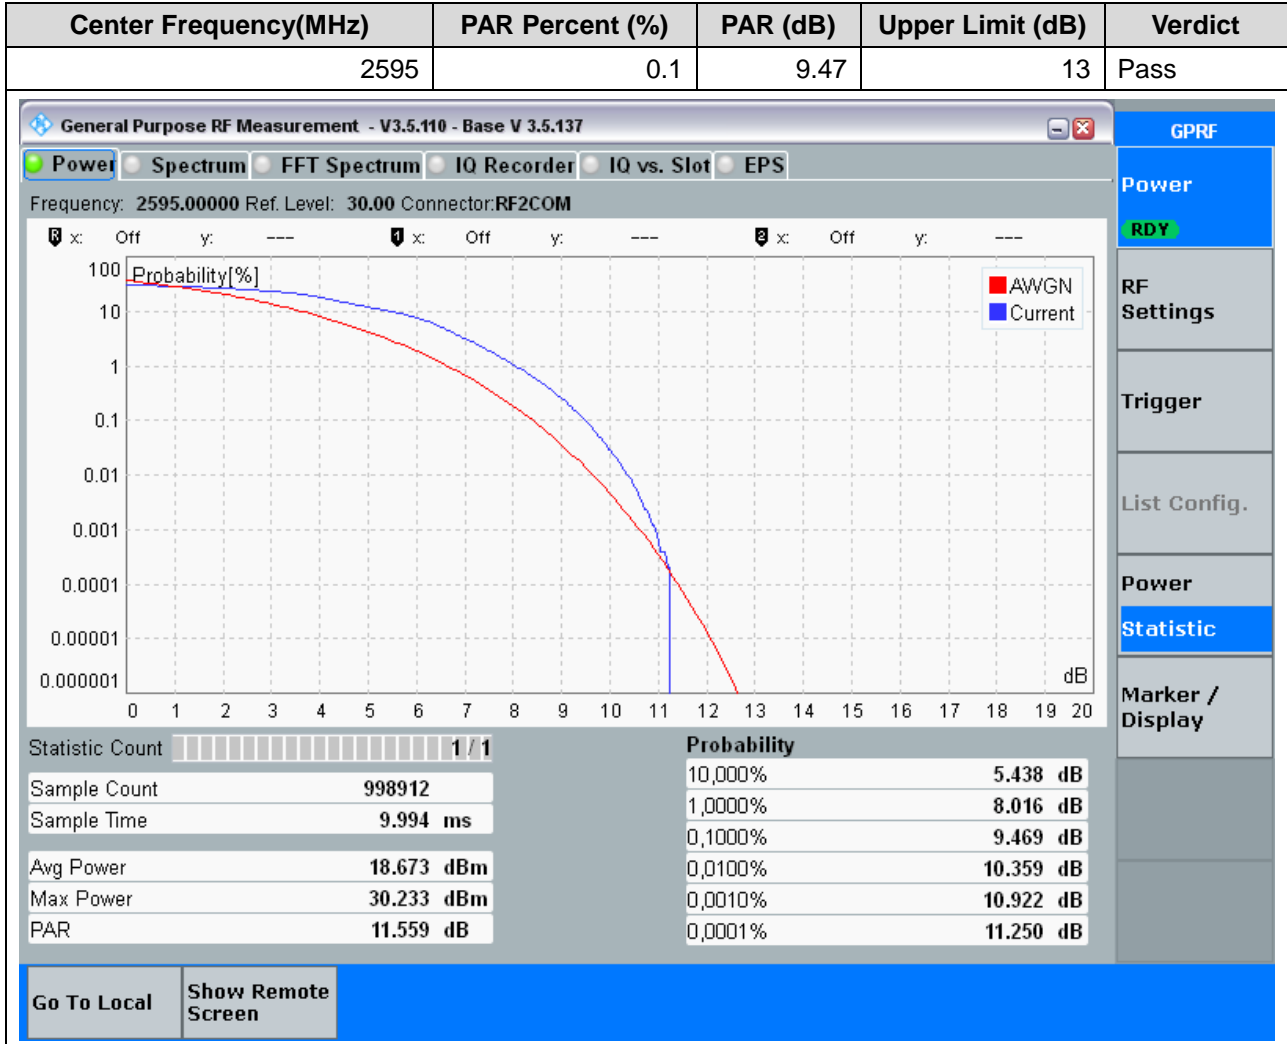 Center Frequency(MHz) PAR Percent (%) PAR (dB) Upper Limit (dB) Verdict
2595 0.1 9.47 13 Pass
General Purpose RF Measurement - V3.5.110 - Base V 3.5.137
GPRF
Power Spectrum FFT Spectrum IQ Recorder IQ vs. Slot EPS
Power
RDY
Frequency: 2595.00000 Ref. Level: 30.00 Connector:RF2COM
R x: Off y: --- 1 x: Off y: --- 2 x: Off y: ---
100 Probability[%]
AWGN
Current
10
1
0.1
0.01
0.001
0.0001
0.00001
0.000001
dB
0 1 2 3 4 5 6 7 8 9 10 11 12 13 14 15 16 17 18 19 20
RF
Settings
Trigger
List Config.
Power
Statistic
Marker /
Display
Statistic Count 1 / 1
Sample Count 998912
Sample Time 9.994 ms
Avg Power 18.673 dBm
Max Power 30.233 dBm
PAR 11.559 dB
Probability
10,000% 5.438 dB
1,0000% 8.016 dB
0,1000% 9.469 dB
0,0100% 10.359 dB
0,0010% 10.922 dB
0,0001% 11.250 dB
Go To Local
Show Remote
Screen